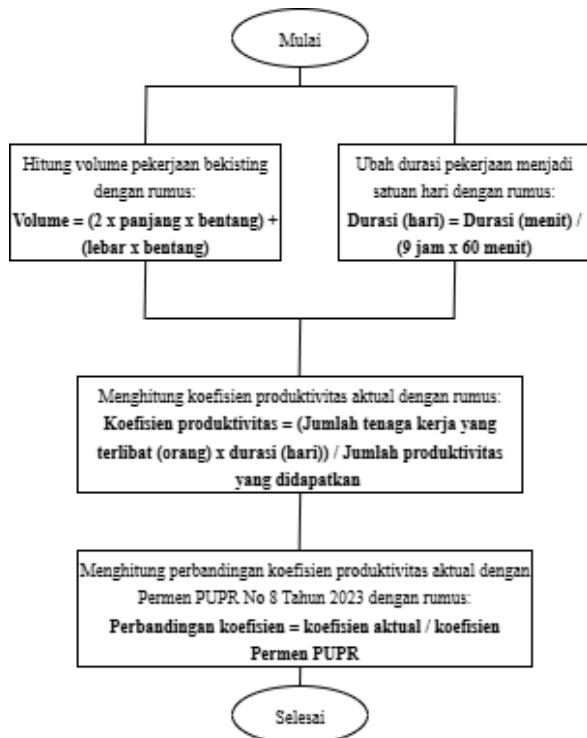 Mulai
Hitung volume pekerjaan bekisting
dengan rumus:
Volume = (2 x panjang x bentang) +
(lebar x bentang)
Ubah durasi pekerjaan menjadi
satuan hari dengan rumus:
Durasi (hari) = Durasi (menit) /
(9 jam x 60 menit)
Menghitung koefisien produktivitas aktual dengan rumus:
Koefisien produktivitas = (Jumlah tenaga kerja yang
terlibat (orang) x durasi (hari)) / Jumlah produktivitas
yang didapatkan
Menghitung perbandingan koefisien produktivitas aktual dengan
Permen PUPR No 8 Tahun 2023 dengan rumus:
Perbandingan koefisien = koefisien aktual / koefisien
Permen PUPR
Selesai